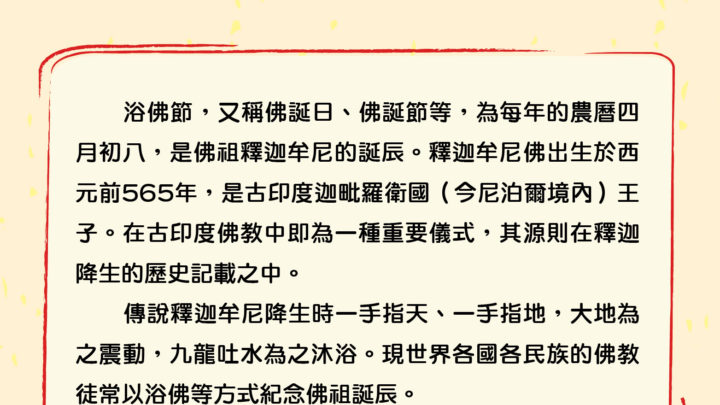 浴佛節，又稱佛誕日、佛誕節等，為每年的農曆四
月初八，是佛祖釋迦牟尼的誕辰。釋迦牟尼佛出生於西
元前565年，是古印度迦毗羅衛國（今尼泊爾境內）王
子。在古印度佛教中即為一種重要儀式，其源則在釋迦
降生的歷史記載之中。
傳說釋迦牟尼降生時一手指天、一手指地，大地為
之震動，九龍吐水為之沐浴。現世界各國各民族的佛教
徒常以浴佛等方式紀念佛祖誕辰。